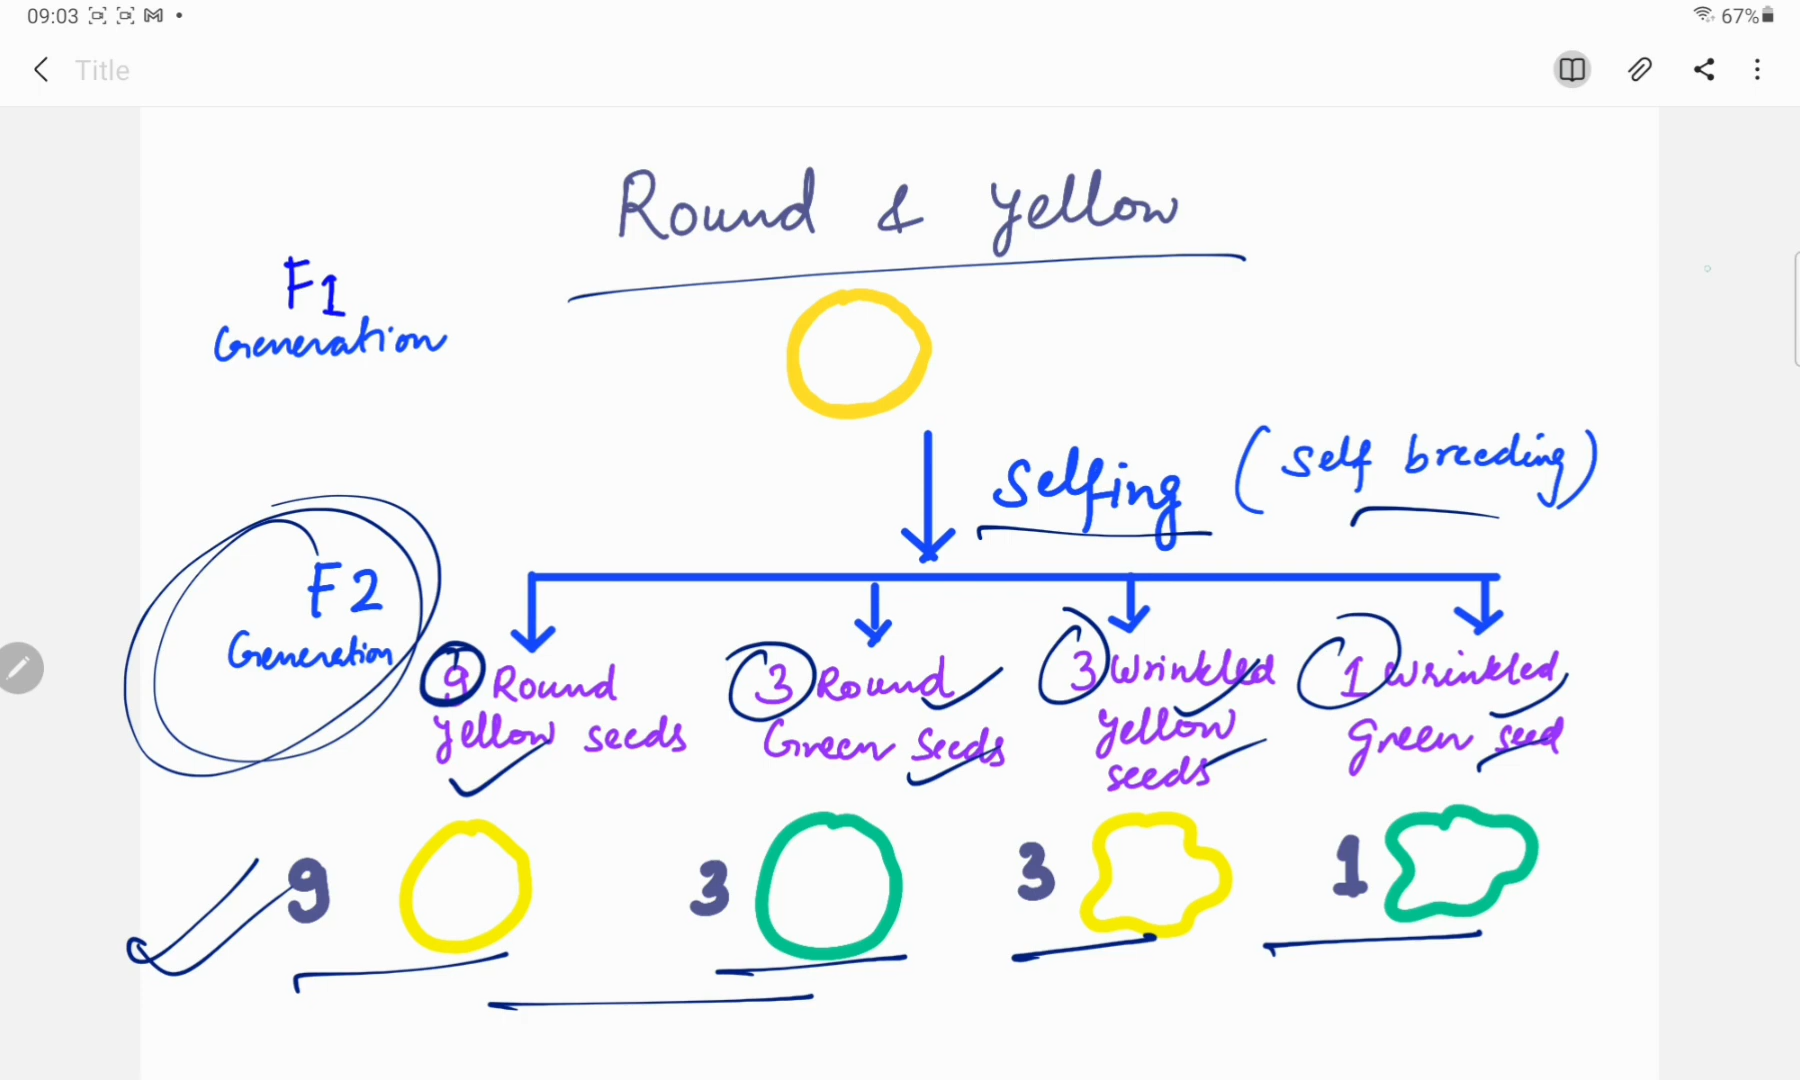 09:03
67%
Title
Round & yellow
F1
Generation
selfing (self breeding)
F2
Generation
9 Round
yellow seeds
3 Round
Green seeds
3 wrinkled
yellow
seeds
1 wrinkled
green seed
9
3
3
1